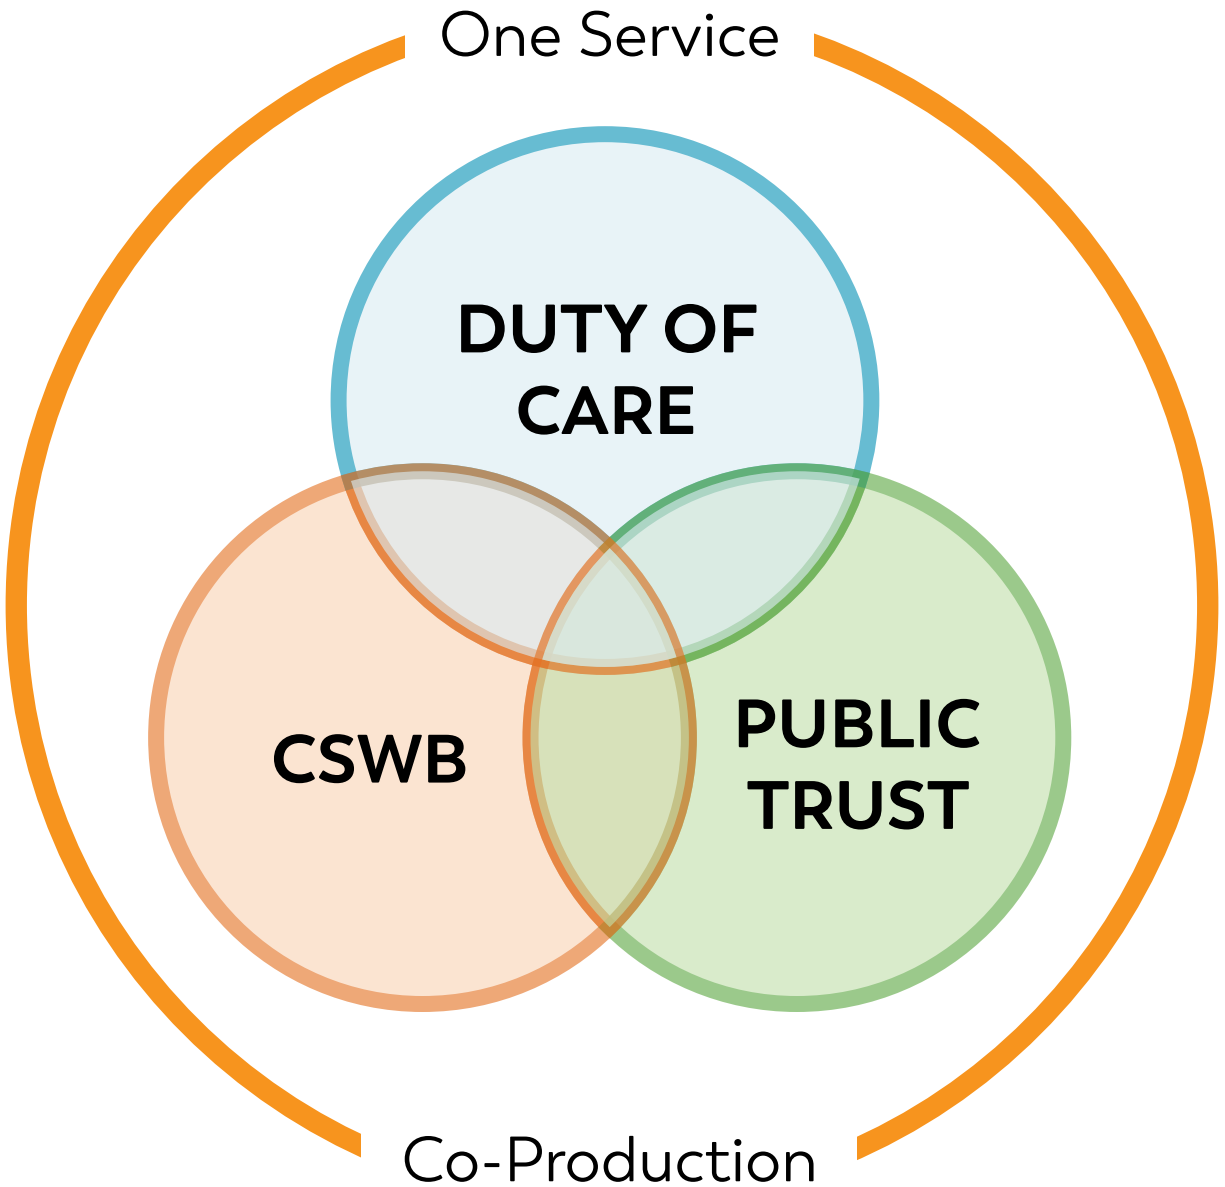 One Service
DUTY OF
CARE
CSWB
PUBLIC
TRUST
Co-Production